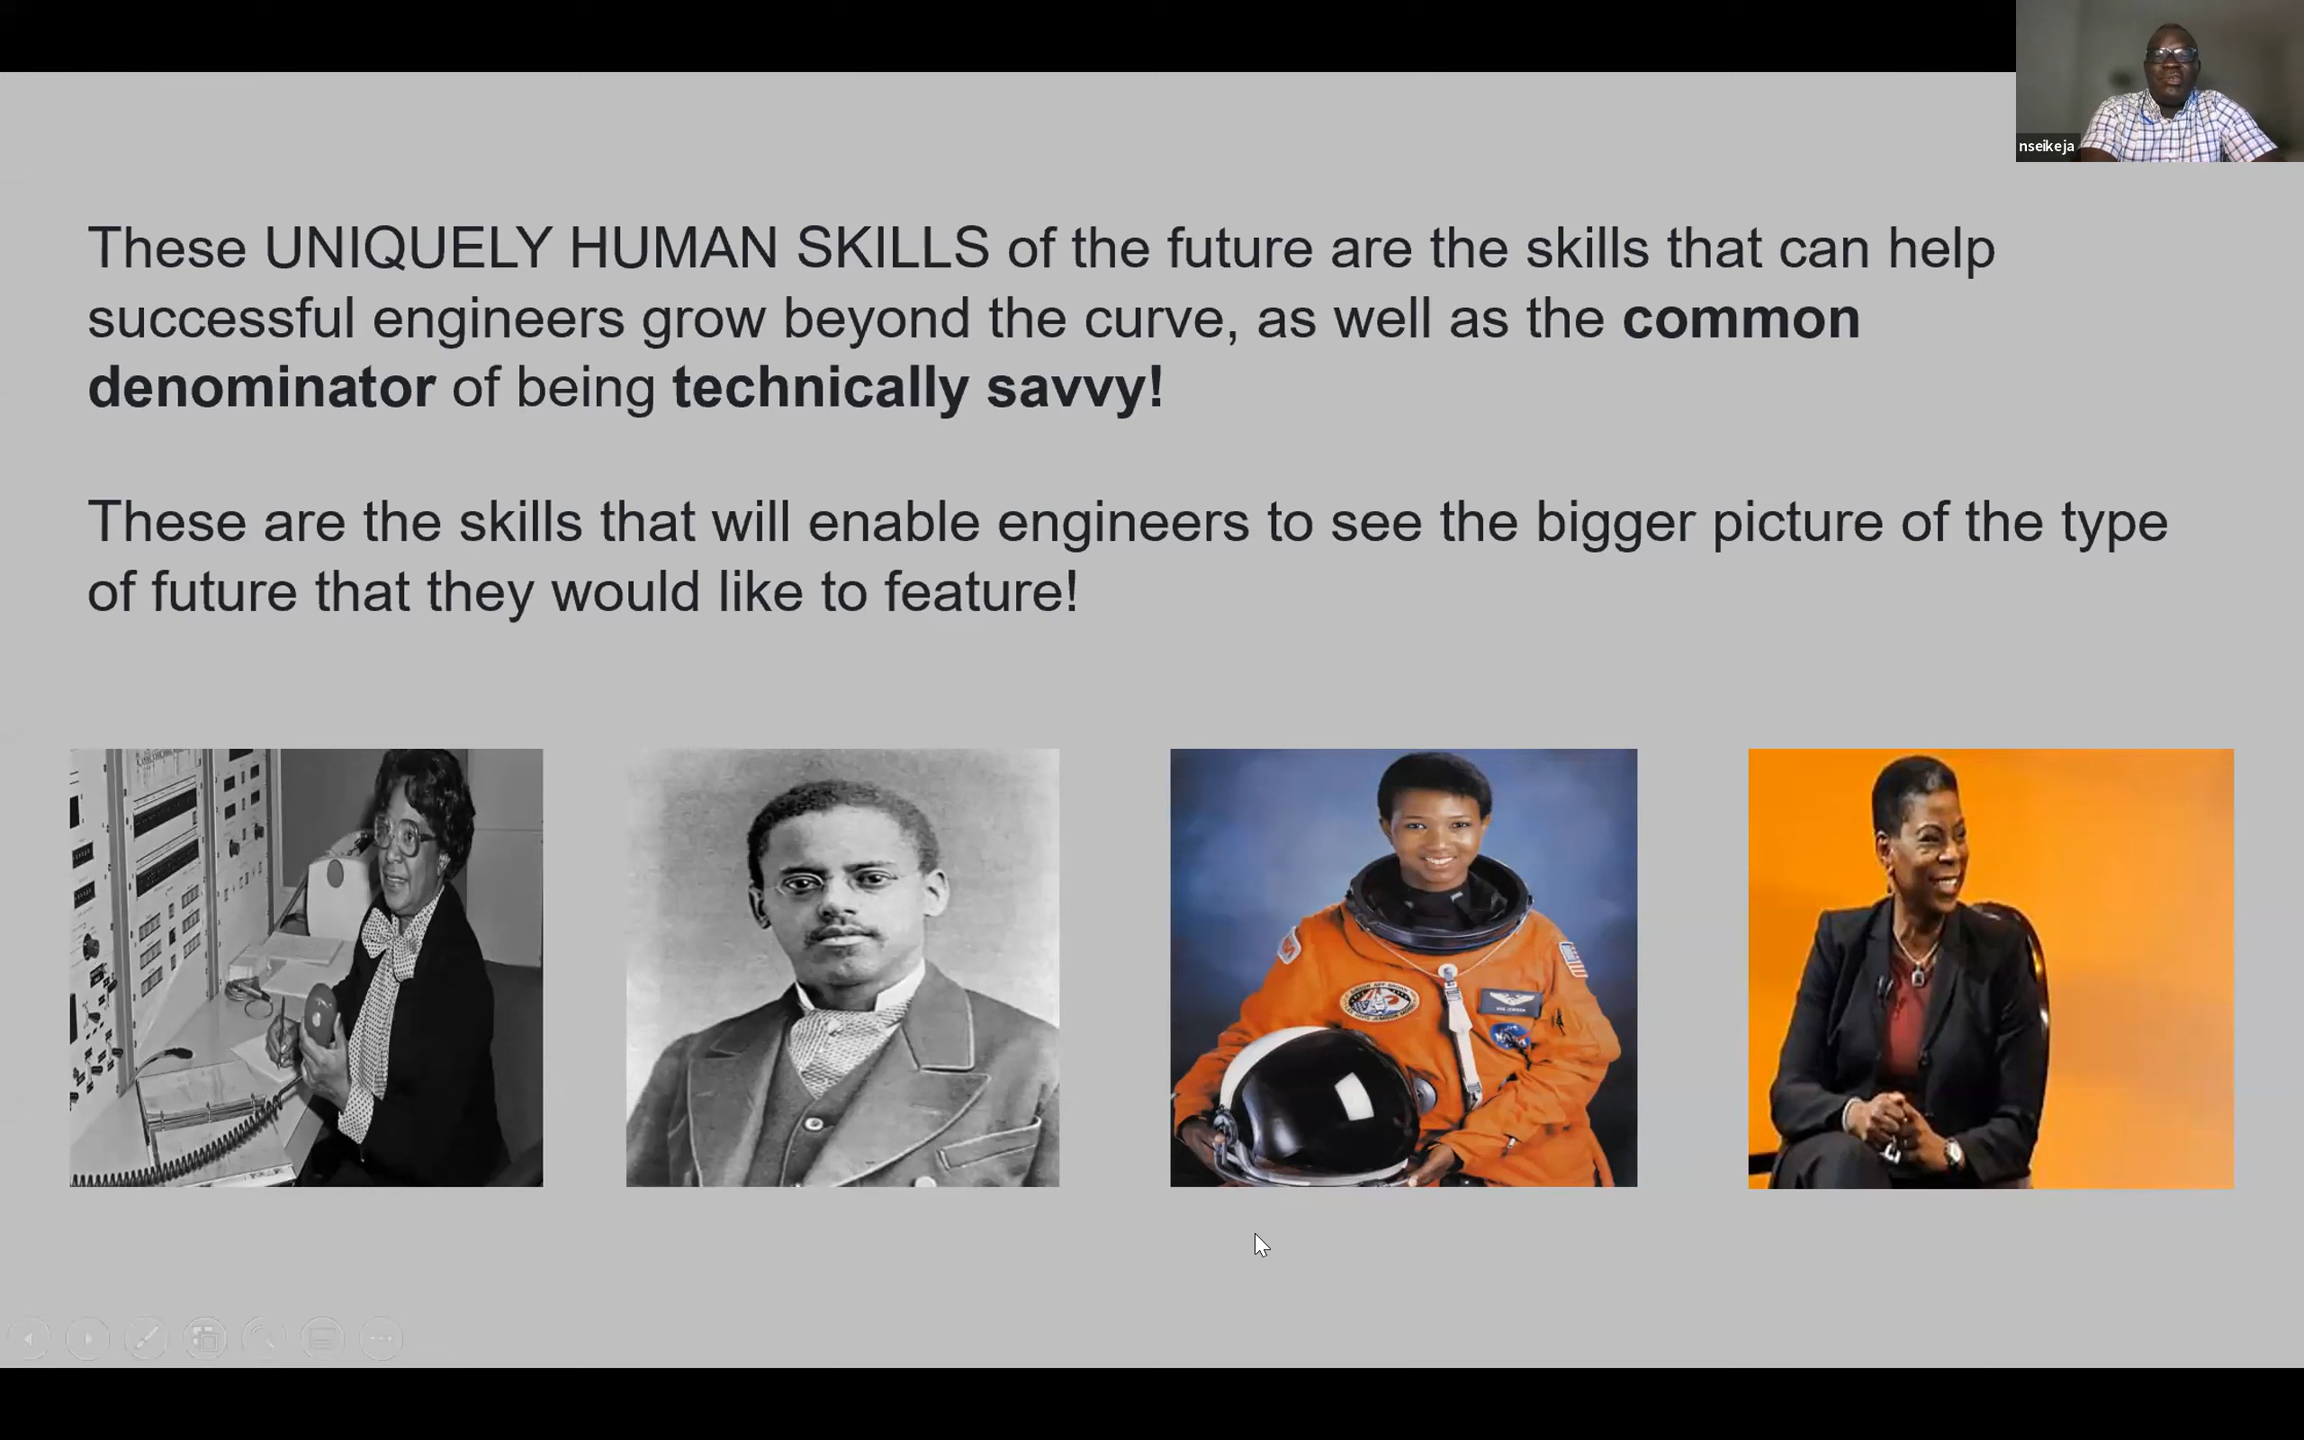 nseikeja
These UNIQUELY HUMAN SKILLS of the future are the skills that can help
successful engineers grow beyond the curve, as well as the common
denominator of being technically savvy!
These are the skills that will enable engineers to see the bigger picture of the type
of future that they would like to feature!